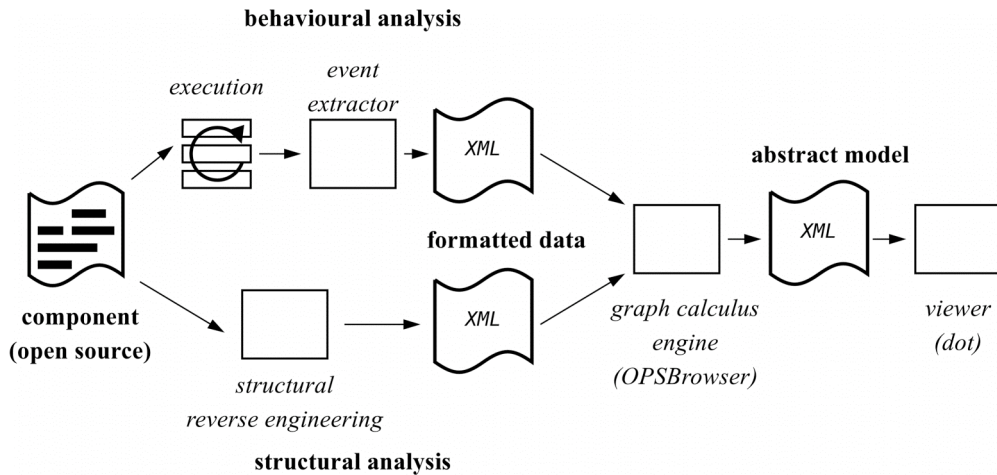 behavioural analysis
execution
event
extractor
XML
abstract model
XML
formatted data
component
(open source)
XML
graph calculus
engine
(OPSBrowser)
viewer
(dot)
structural
reverse engineering
structural analysis